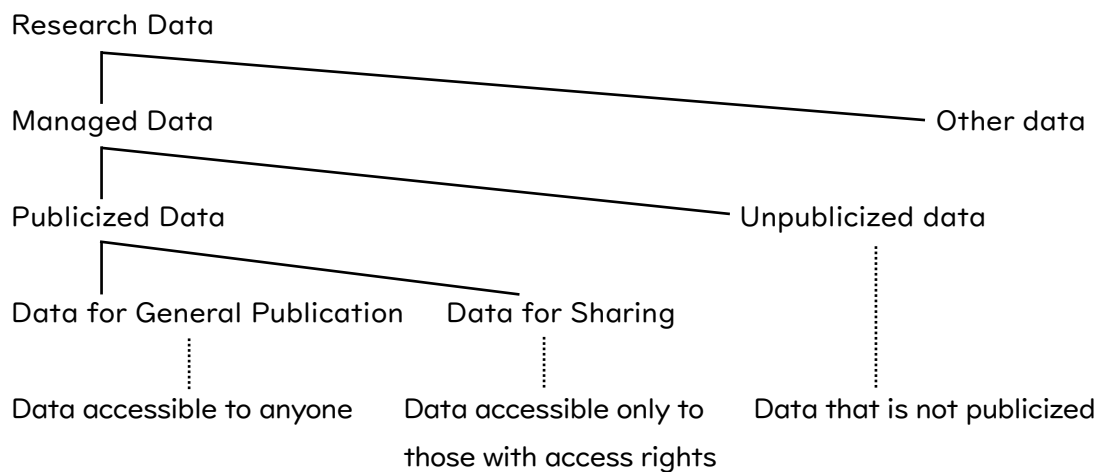 Research Data
Managed Data
Other data
Publicized Data
Unpublicized data
Data for General Publication
Data for Sharing
Data accessible to anyone
Data accessible only to
those with access rights
Data that is not publicized